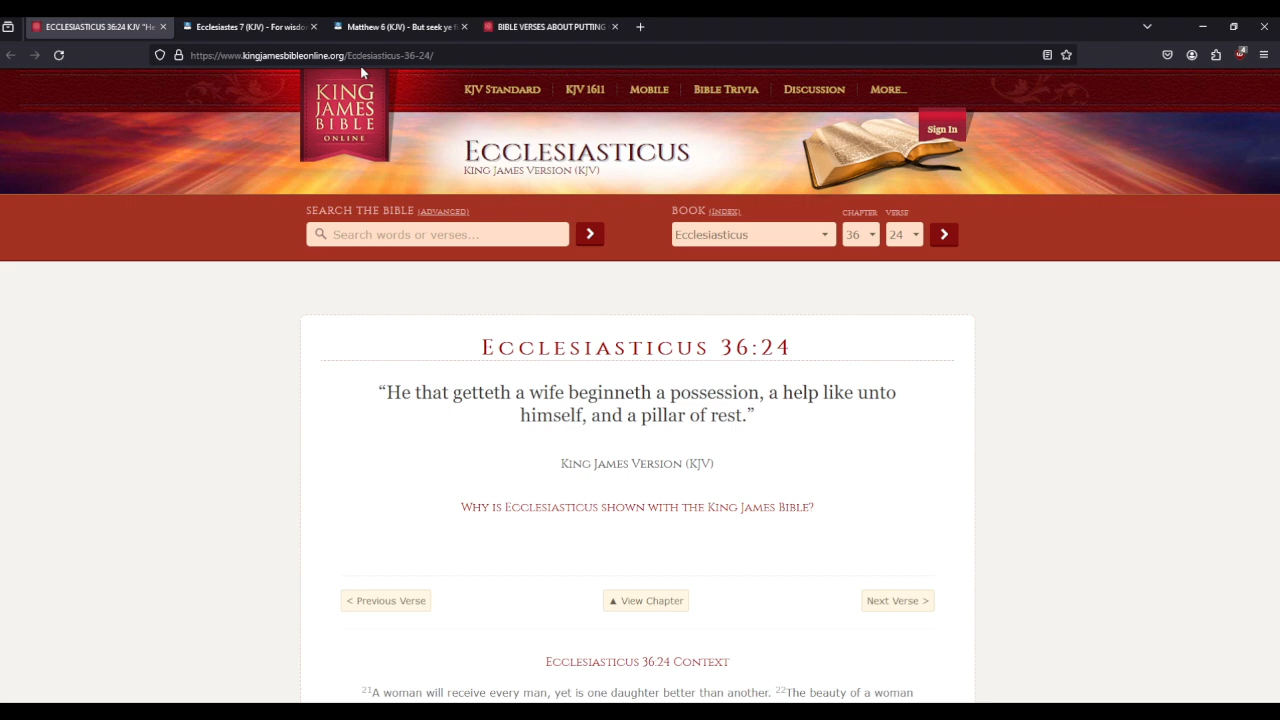 ECCLESIASTICUS 36:24 KJV "He
Ecclesiastes 7 (KJV) - For wisdo
Matthew 6 (KJV) - But seek ye fi
BIBLE VERSES ABOUT PUTTING
https://www.kingjamesbibleonline.org/Ecclesiasticus-36-24/
4
KING
JAMES
BIBLE
ONLINE
KJV Standard
KJV 1611
Mobile
Bible Trivia
Discussion
More...
Sign In
Ecclesiasticus
King James Version (KJV)
SEARCH THE BIBLE (ADVANCED)
Search words or verses...
BOOK (INDEX)
CHAPTER
VERSE
Ecclesiasticus
36
24
Ecclesiasticus 36:24
“He that getteth a wife beginneth a possession, a help like unto
himself, and a pillar of rest.”
King James Version (KJV)
Why is Ecclesiasticus shown with the King James Bible?
< Previous Verse
▲ View Chapter
Next Verse >
Ecclesiasticus 36:24 Context
21A woman will receive every man, yet is one daughter better than another. 22The beauty of a woman